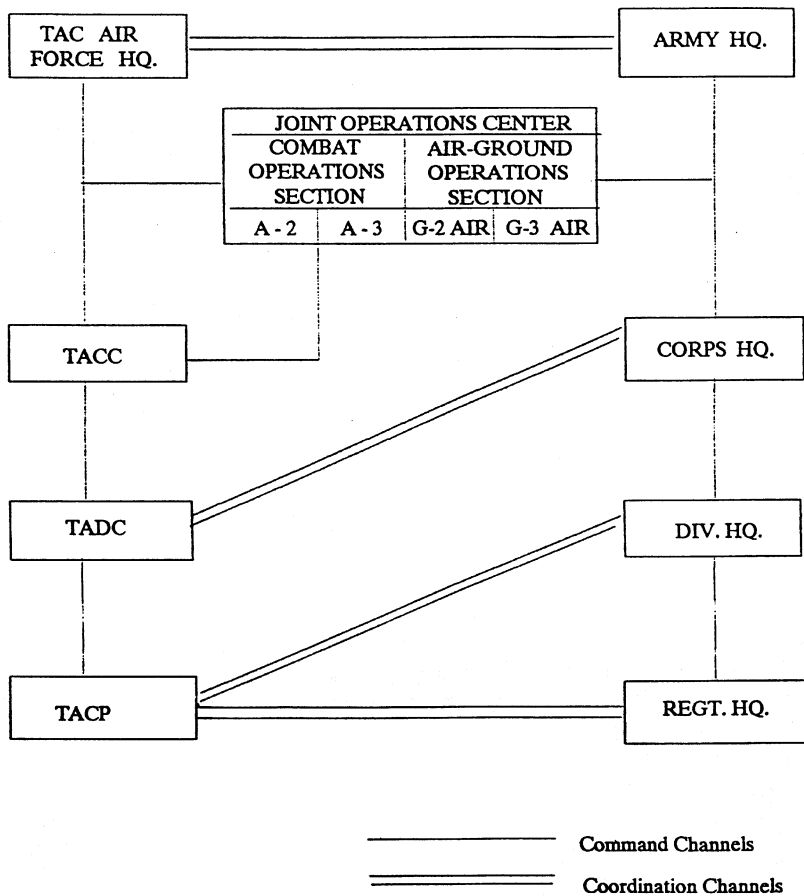 TAC AIR
FORCE HQ.
ARMY HQ.
JOINT OPERATIONS CENTER
COMBAT
OPERATIONS
SECTION
AIR-GROUND
OPERATIONS
SECTION
A - 2
A - 3
G-2 AIR
G-3 AIR
TACC
CORPS HQ.
TADC
DIV. HQ.
TACP
REGT. HQ.
Command Channels
Coordination Channels